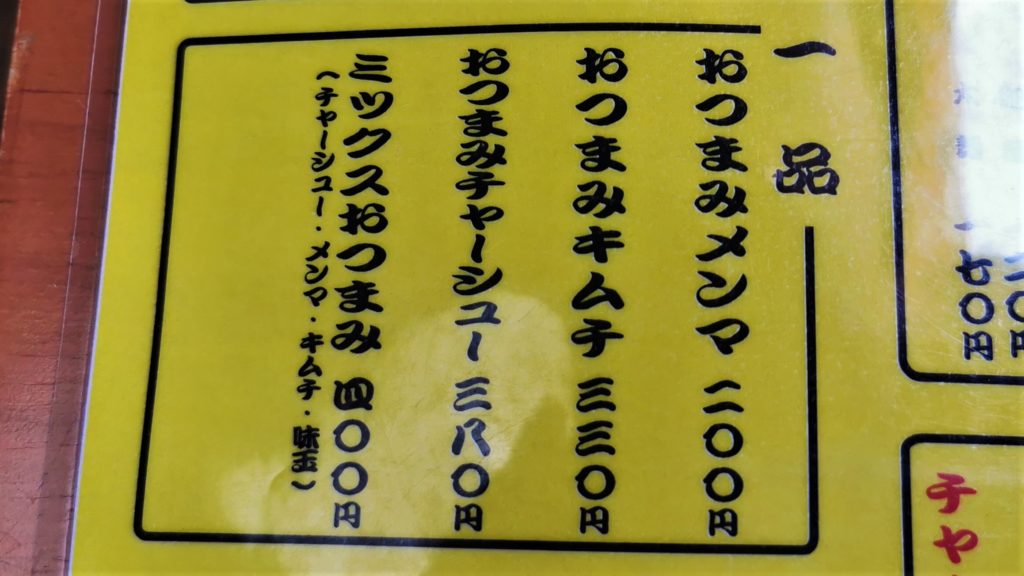 一品
おつまみメンマ 二〇〇円
おつまみキムチ 三三〇円
おつまみチャーシュー 三八〇円
ミックスおつまみ 四〇〇円
(チャーシュー・メンマ・キムチ・味玉)
チャ